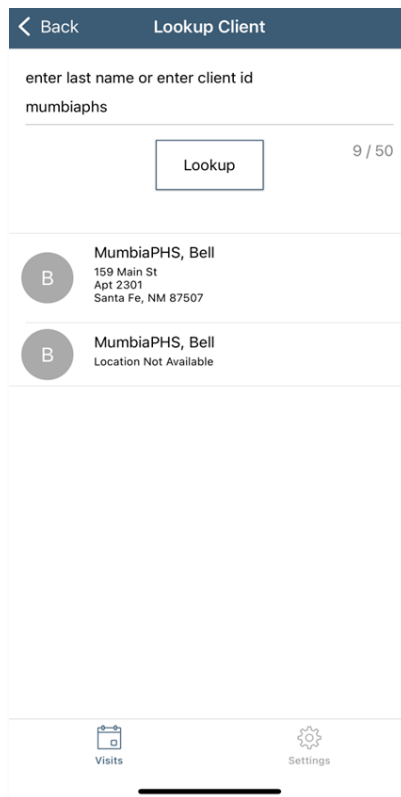 Back
Lookup Client
enter last name or enter client id
mumbiaphs
9 / 50
Lookup
B
MumbiaPHS, Bell
159 Main St
Apt 2301
Santa Fe, NM 87507
B
MumbiaPHS, Bell
Location Not Available
Visits
Settings